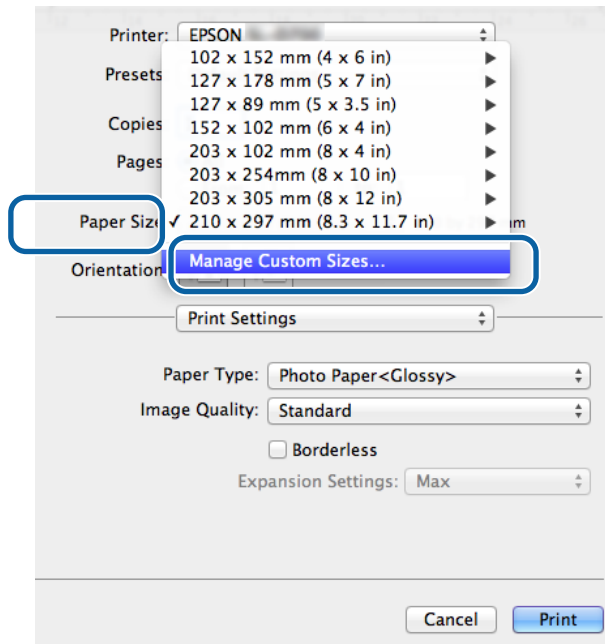 Printer: EPSON
102 x 152 mm (4 x 6 in)
Presets
127 x 178 mm (5 x 7 in)
127 x 89 mm (5 x 3.5 in)
Copies
152 x 102 mm (6 x 4 in)
203 x 102 mm (8 x 4 in)
Pages
203 x 254mm (8 x 10 in)
203 x 305 mm (8 x 12 in)
Paper Size ✓ 210 x 297 mm (8.3 x 11.7 in) mm
Manage Custom Sizes...
Orientation
Print Settings
Paper Type: Photo Paper<Glossy>
Image Quality: Standard
Borderless
Expansion Settings: Max
Cancel Print